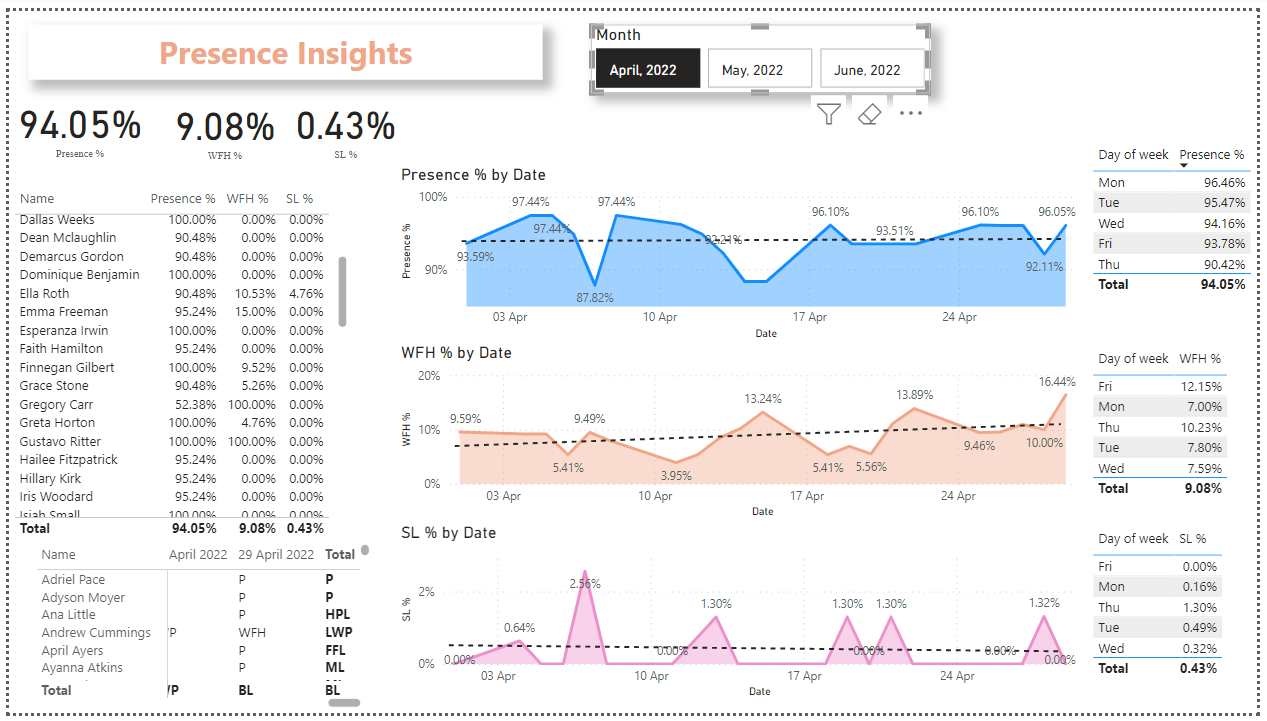 Presence Insights
Month
April, 2022 May, 2022 June, 2022
94.05% 9.08% 0.43%
Presence % WFH % SL %
Name Presence % WFH % SL %
Dallas Weeks 100.00% 0.00% 0.00%
Dean Mclaughlin 90.48% 0.00% 0.00%
Demarcus Gordon 90.48% 0.00% 0.00%
Dominique Benjamin 100.00% 0.00% 0.00%
Ella Roth 90.48% 10.53% 4.76%
Emma Freeman 95.24% 15.00% 0.00%
Esperanza Irwin 100.00% 0.00% 0.00%
Faith Hamilton 95.24% 0.00% 0.00%
Finnegan Gilbert 100.00% 9.52% 0.00%
Grace Stone 90.48% 5.26% 0.00%
Gregory Carr 52.38% 100.00% 0.00%
Greta Horton 100.00% 4.76% 0.00%
Gustavo Ritter 100.00% 100.00% 0.00%
Hailee Fitzpatrick 95.24% 0.00% 0.00%
Hillary Kirk 95.24% 0.00% 0.00%
Iris Woodard 95.24% 0.00% 0.00%
Isiah Small 100.00% 0.00% 0.00%
Total 94.05% 9.08% 0.43%
Name April 2022 29 April 2022 Total
Adriel Pace P P
Adyson Moyer P P
Ana Little P HPL
Andrew Cummings P WFH LWP
April Ayers P FFL
Ayanna Atkins P ML
Total P BL BL
Presence % by Date
Presence %
100%
90%
97.44% 97.44% 96.10% 96.10% 96.05%
97.44% 92.21% 93.51%
93.59% 92.11%
87.82%
03 Apr 10 Apr 17 Apr 24 Apr
Date
WFH % by Date
WFH %
20%
10%
0%
16.44%
13.24% 13.89%
9.59% 9.49%
9.46% 10.00%
5.41% 3.95% 5.41% 5.56%
03 Apr 10 Apr 17 Apr 24 Apr
Date
SL % by Date
SL %
2%
0%
2.56%
0.64% 1.30% 1.30% 1.30% 1.32%
0.00% 0.00% 0.00% 0.00% 0.00%
03 Apr 10 Apr 17 Apr 24 Apr
Date
Day of week Presence %
Mon 96.46%
Tue 95.47%
Wed 94.16%
Fri 93.78%
Thu 90.42%
Total 94.05%
Day of week WFH %
Fri 12.15%
Mon 7.00%
Thu 10.23%
Tue 7.80%
Wed 7.59%
Total 9.08%
Day of week SL %
Fri 0.00%
Mon 0.16%
Thu 1.30%
Tue 0.49%
Wed 0.32%
Total 0.43%